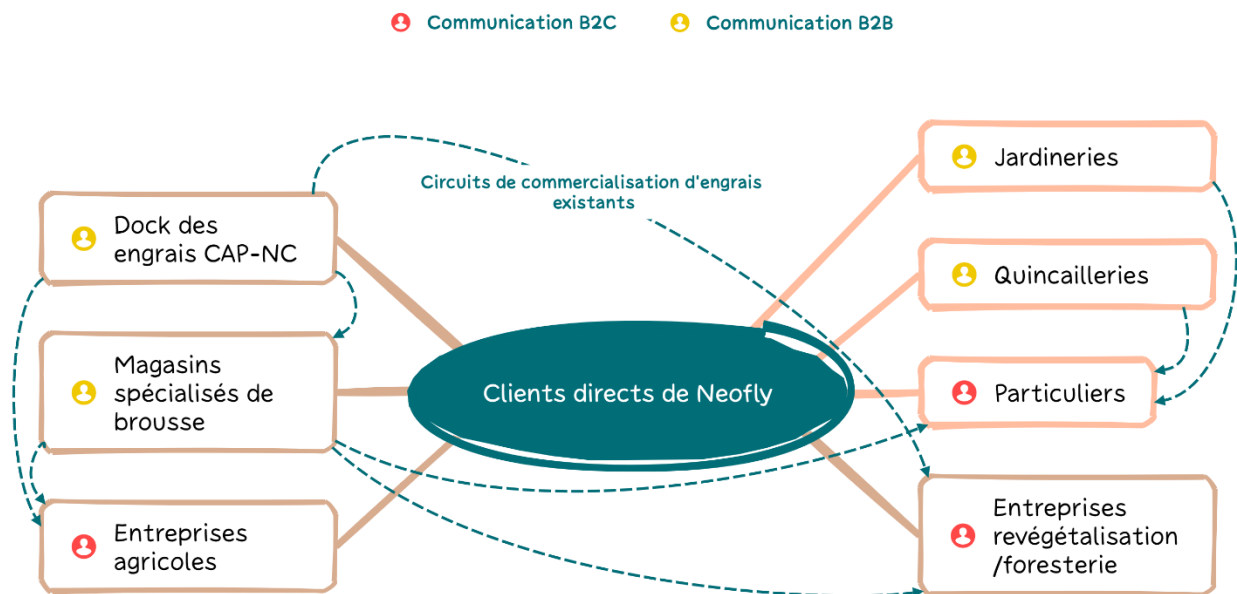 Communication B2C
Communication B2B
Circuits de commercialisation d'engrais
existants
Dock des
engrais CAP-NC
Magasins
spécialisés de
brousse
Entreprises
agricoles
Clients directs de Neofly
Jardineries
Quincailleries
Particuliers
Entreprises
revégétalisation
/foresterie